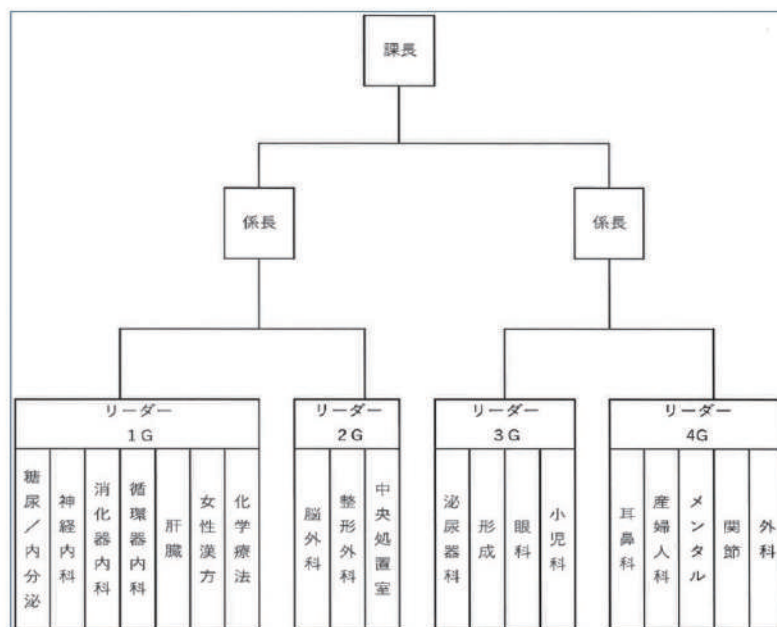 課長
係長
係長
リーダー
1G
リーダー
2G
リーダー
3G
リーダー
4G
糖尿/内分泌
神経内科
消化器内科
循環器内科
肝臓
女性漢方
化学療法
脳外科
整形外科
中央処置室
泌尿器科
形成
眼科
小児科
耳鼻科
産婦人科
メンタル
関節
外科